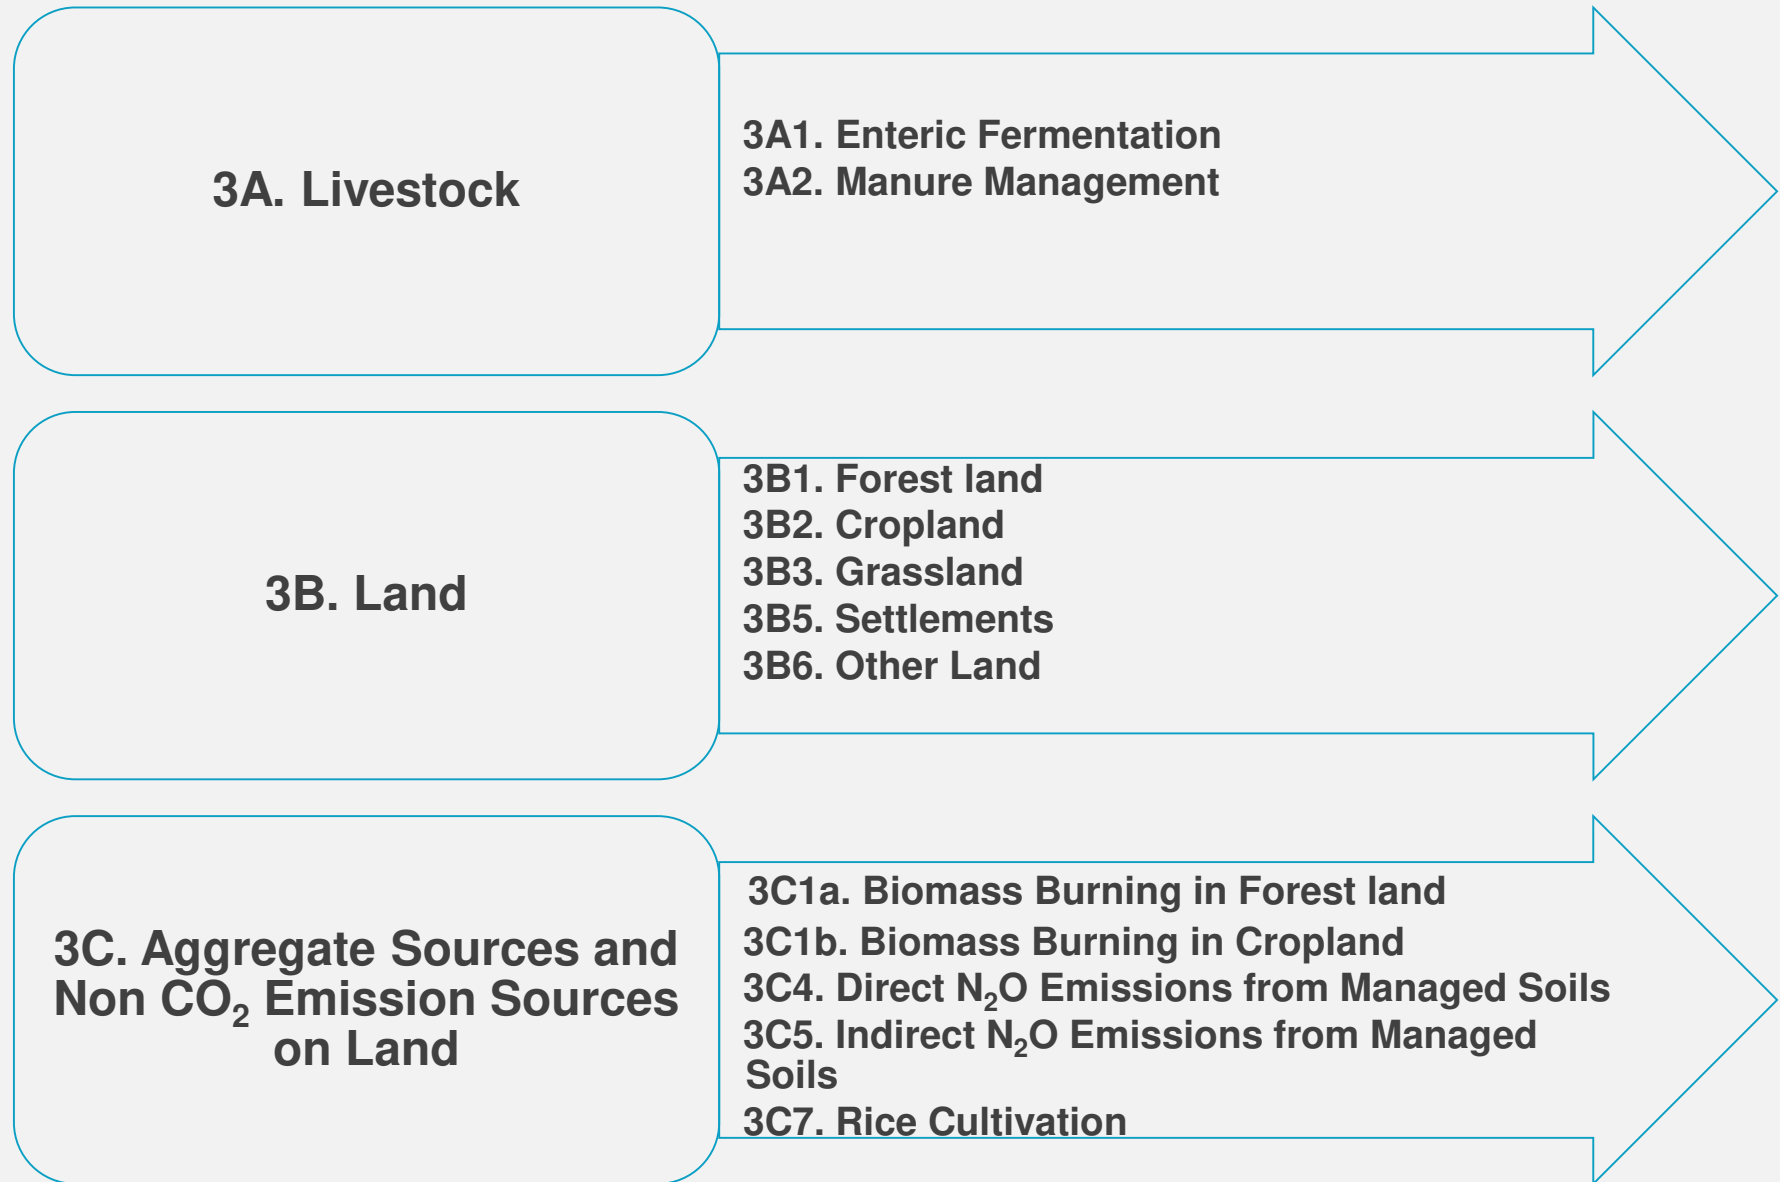 3A. Livestock
3A1. Enteric Fermentation
3A2. Manure Management
3B. Land
3B1. Forest land
3B2. Cropland
3B3. Grassland
3B5. Settlements
3B6. Other Land
3C. Aggregate Sources and
Non CO₂ Emission Sources
on Land
3C1a. Biomass Burning in Forest land
3C1b. Biomass Burning in Cropland
3C4. Direct N₂O Emissions from Managed Soils
3C5. Indirect N₂O Emissions from Managed
Soils
3C7. Rice Cultivation